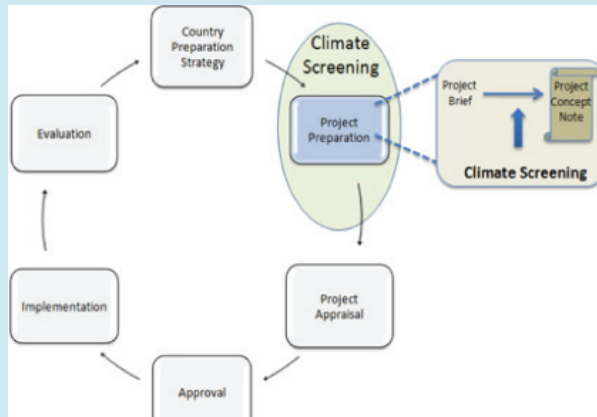 Country
Preparation
Strategy
Climate
Screening
Project
Preparation
Project
Brief
Project
Concept
Note
Climate Screening
Evaluation
Implementation
Project
Appraisal
Approval